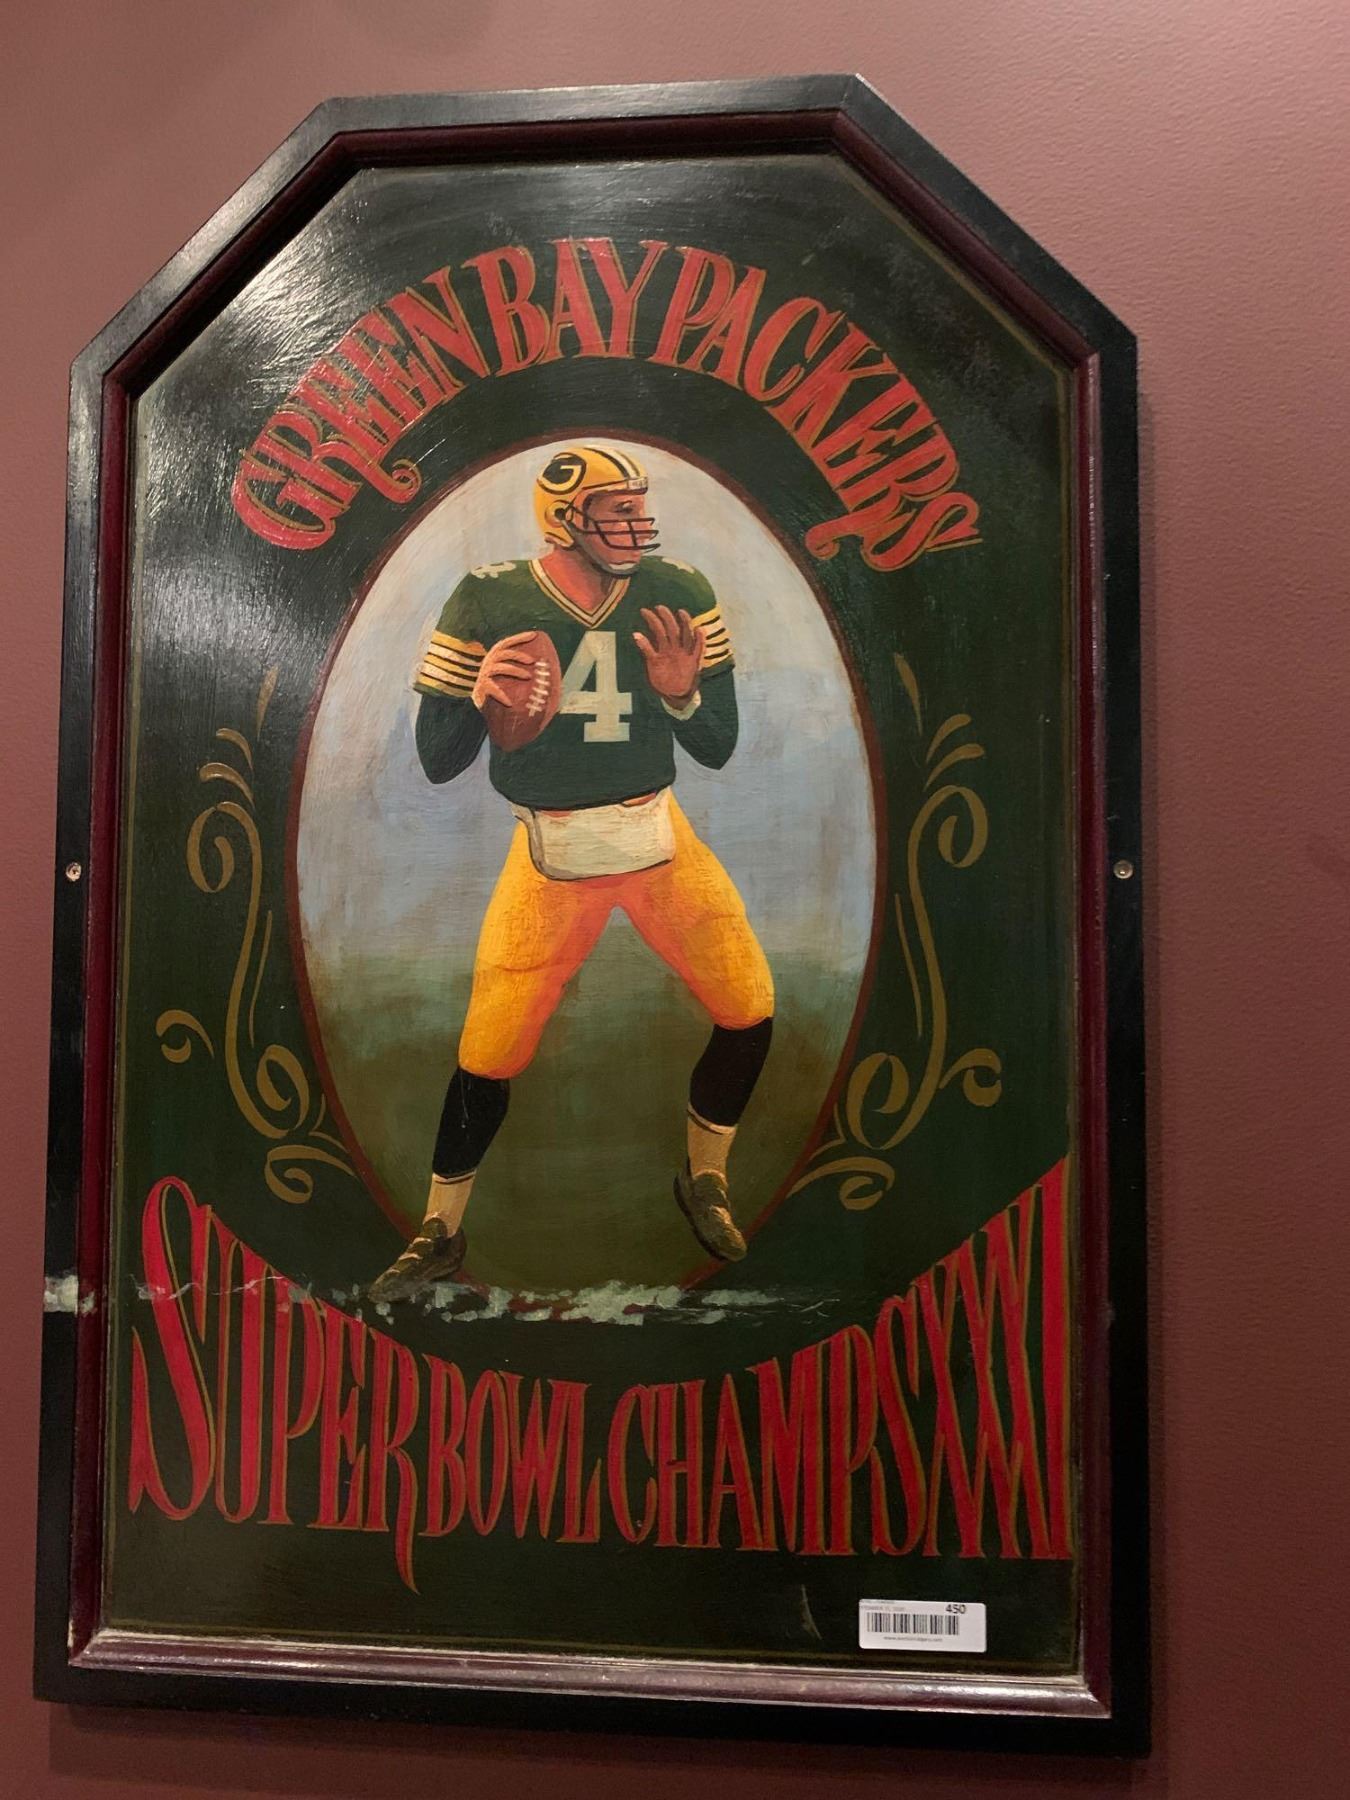 GREEN BAY PACKERS
G
4
SUPER BOWL CHAMPS XXXI
450